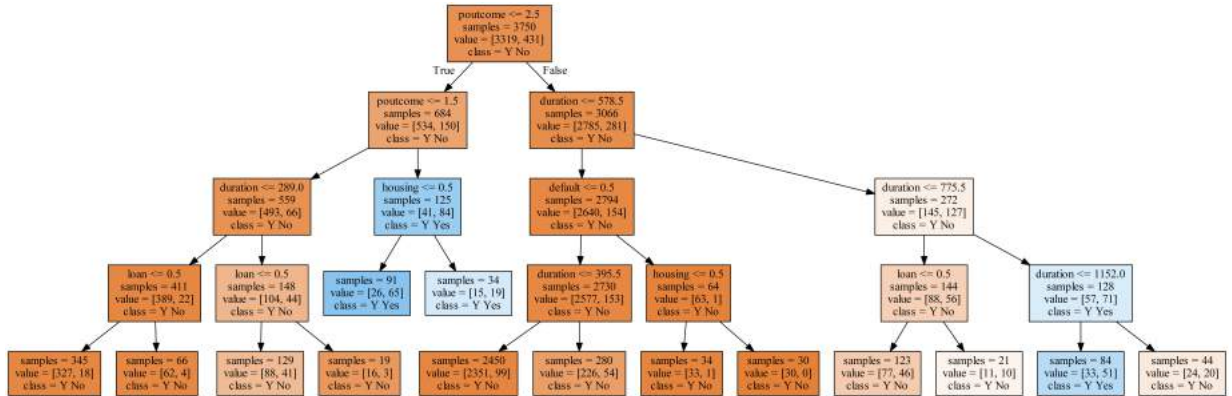 poutcome <= 2.5
samples = 3750
value = [3319, 431]
class = Y No
True
False
poutcome <= 1.5
samples = 684
value = [534, 150]
class = Y No
duration <= 578.5
samples = 3066
value = [2785, 281]
class = Y No
duration <= 289.0
samples = 559
value = [493, 66]
class = Y No
housing <= 0.5
samples = 125
value = [41, 84]
class = Y Yes
default <= 0.5
samples = 2794
value = [2640, 154]
class = Y No
duration <= 775.5
samples = 272
value = [145, 127]
class = Y No
loan <= 0.5
samples = 411
value = [389, 22]
class = Y No
loan <= 0.5
samples = 148
value = [104, 44]
class = Y No
samples = 91
value = [26, 65]
class = Y Yes
samples = 34
value = [15, 19]
class = Y Yes
duration <= 395.5
samples = 2730
value = [2577, 153]
class = Y No
housing <= 0.5
samples = 64
value = [63, 1]
class = Y No
loan <= 0.5
samples = 144
value = [88, 56]
class = Y No
duration <= 1152.0
samples = 128
value = [57, 71]
class = Y Yes
samples = 345
value = [327, 18]
class = Y No
samples = 66
value = [62, 4]
class = Y No
samples = 129
value = [88, 41]
class = Y No
samples = 19
value = [16, 3]
class = Y No
samples = 2450
value = [2351, 99]
class = Y No
samples = 280
value = [226, 54]
class = Y No
samples = 34
value = [33, 1]
class = Y No
samples = 30
value = [30, 0]
class = Y No
samples = 123
value = [77, 46]
class = Y No
samples = 21
value = [11, 10]
class = Y No
samples = 84
value = [33, 51]
class = Y Yes
samples = 44
value = [24, 20]
class = Y No